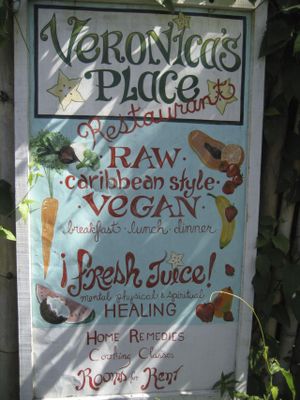 VERONICA'S
PLACE
Restaurant
RAW
caribbean style
VEGAN
breakfast · lunch · dinner
¡fresh Juice!
mental physical & spiritual
HEALING
HOME REMEDIES
Cooking Classes
ROOMS for RENT